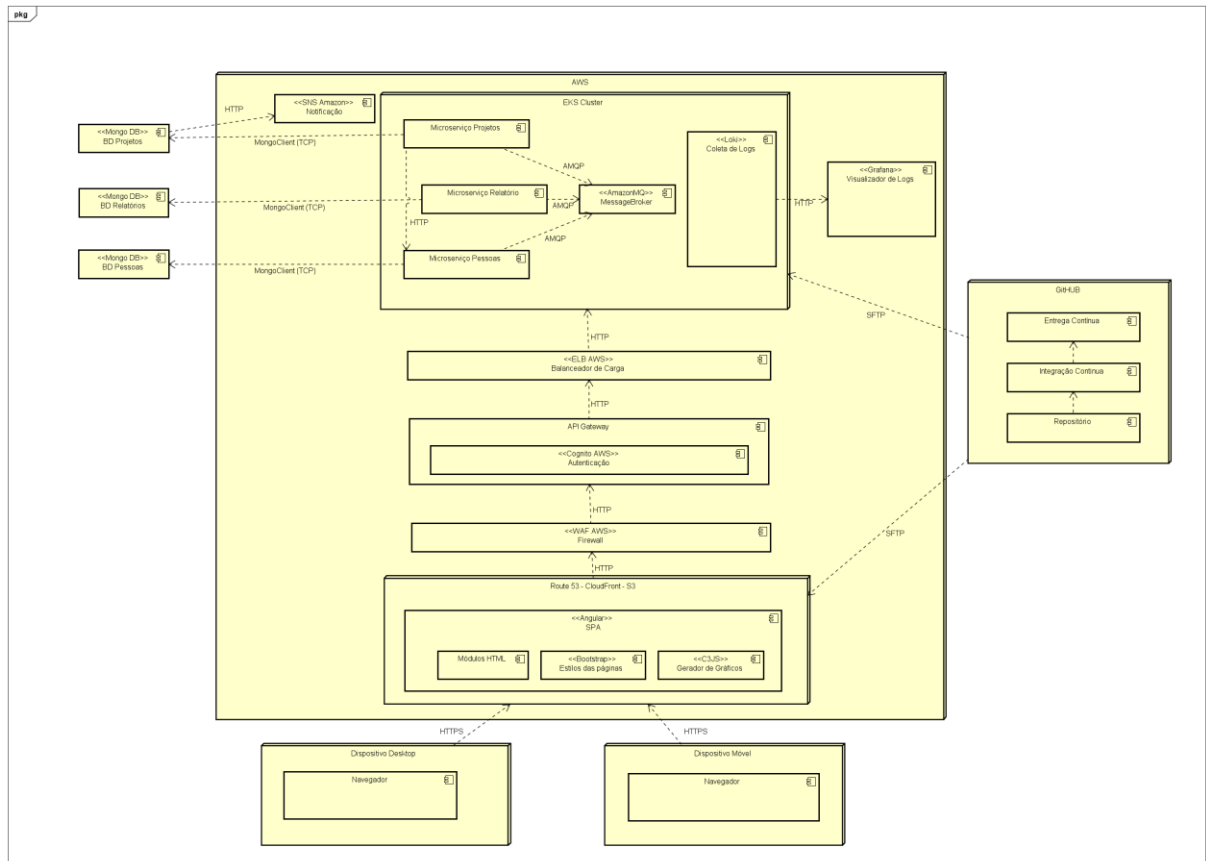 pkg
AWS
EKS Cluster
<<SNS Amazon>>
Notificação
HTTP
<<Mongo DB>>
BD Projetos
MongoClient (TCP)
Microserviço Projetos
AMQP
<<Loki>>
Coleta de Logs
<<Grafana>>
Visualizador de Logs
HTTP
<<Mongo DB>>
BD Relatórios
MongoClient (TCP)
Microserviço Relatório
AMQP
<<AmazonMQ>>
MessageBroker
HTTP
AMQP
<<Mongo DB>>
BD Pessoas
MongoClient (TCP)
Microserviço Pessoas
GitHUB
Entrega Contínua
Integração Contínua
Repositório
SFTP
SFTP
HTTP
<<ELB AWS>>
Balanceador de Carga
HTTP
API Gateway
<<Cognito AWS>>
Autenticação
HTTP
<<WAF AWS>>
Firewall
HTTP
Route 53 - CloudFront - S3
<<Angular>>
SPA
Módulos HTML
<<Bootstrap>>
Estilos das páginas
<<C3JS>>
Gerador de Gráficos
HTTPS
HTTPS
Dispositivo Desktop
Navegador
Dispositivo Móvel
Navegador